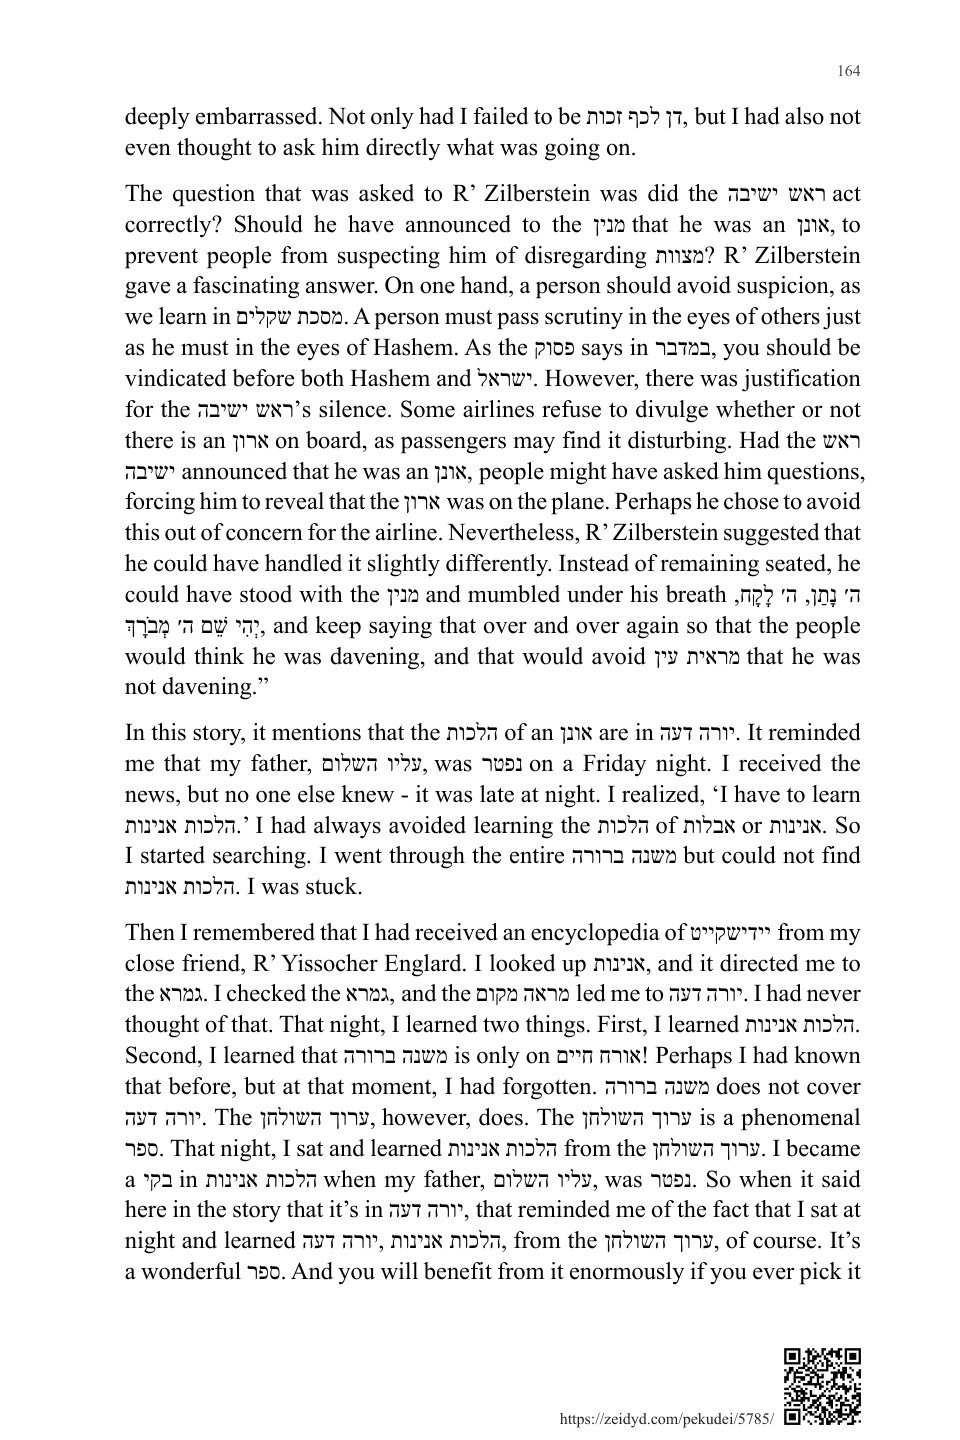 164
deeply embarrassed. Not only had I failed to be דן לכף זכות, but I had also not
even thought to ask him directly what was going on.
The question that was asked to R’ Zilberstein was did the ראש ישיבה act
correctly? Should he have announced to the מנין that he was an אונן, to
prevent people from suspecting him of disregarding מצוות? R’ Zilberstein
gave a fascinating answer. On one hand, a person should avoid suspicion, as
we learn in מסכת שקלים. A person must pass scrutiny in the eyes of others just
as he must in the eyes of Hashem. As the פסוק says in במדבר, you should be
vindicated before both Hashem and ישראל. However, there was justification
for the ראש ישיבה’s silence. Some airlines refuse to divulge whether or not
there is an ארון on board, as passengers may find it disturbing. Had the ראש
ישיבה announced that he was an אונן, people might have asked him questions,
forcing him to reveal that the ארון was on the plane. Perhaps he chose to avoid
this out of concern for the airline. Nevertheless, R’ Zilberstein suggested that
he could have handled it slightly differently. Instead of remaining seated, he
could have stood with the מנין and mumbled under his breath ה׳ נָתַן, ה׳ לָקָח,
יְהִי שֵׁם ה׳ מְבֹרָךְ, and keep saying that over and over again so that the people
would think he was davening, and that would avoid מראית עין that he was
not davening.”
In this story, it mentions that the הלכות of an אונן are in יורה דעה. It reminded
me that my father, עליו השלום, was נפטר on a Friday night. I received the
news, but no one else knew - it was late at night. I realized, ‘I have to learn
הלכות אנינות.’ I had always avoided learning the הלכות of אבלות or אנינות. So
I started searching. I went through the entire משנה ברורה but could not find
הלכות אנינות. I was stuck.
Then I remembered that I had received an encyclopedia of יידישקייט from my
close friend, R’ Yissocher Englard. I looked up אנינות, and it directed me to
the גמרא. I checked the גמרא, and the מראה מקום led me to יורה דעה. I had never
thought of that. That night, I learned two things. First, I learned הלכות אנינות.
Second, I learned that משנה ברורה is only on אורח חיים! Perhaps I had known
that before, but at that moment, I had forgotten. משנה ברורה does not cover
יורה דעה. The ערוך השולחן, however, does. The ערוך השולחן is a phenomenal
ספר. That night, I sat and learned הלכות אנינות from the ערוך השולחן. I became
a בקי in הלכות אנינות when my father, עליו השלום, was נפטר. So when it said
here in the story that it’s in יורה דעה, that reminded me of the fact that I sat at
night and learned יורה דעה, הלכות אנינות, from the ערוך השולחן, of course. It’s
a wonderful ספר. And you will benefit from it enormously if you ever pick it
https://zeidyd.com/pekudei/5785/